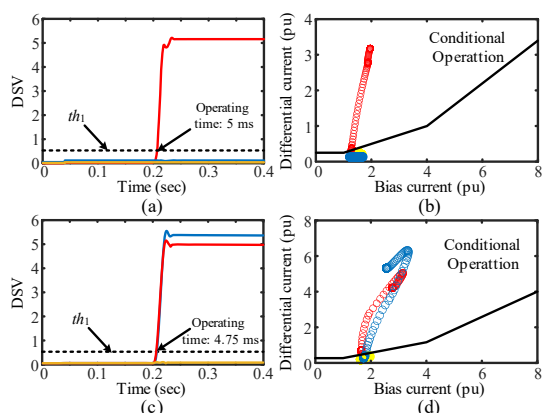 6
5
4
3
2
1
0
DSV
th1
Operating
time: 5 ms
0 0.1 0.2 0.3 0.4
Time (sec)
(a)
4
3
2
1
0
Differential current (pu)
Conditional
Operattion
0 2 4 6 8
Bias current (pu)
(b)
6
5
4
3
2
1
0
DSV
th1
Operating
time: 4.75 ms
0 0.1 0.2 0.3 0.4
Time (sec)
(c)
8
6
4
2
0
Differential current (pu)
Conditional
Operattion
0 2 4 6 8
Bias current (pu)
(d)